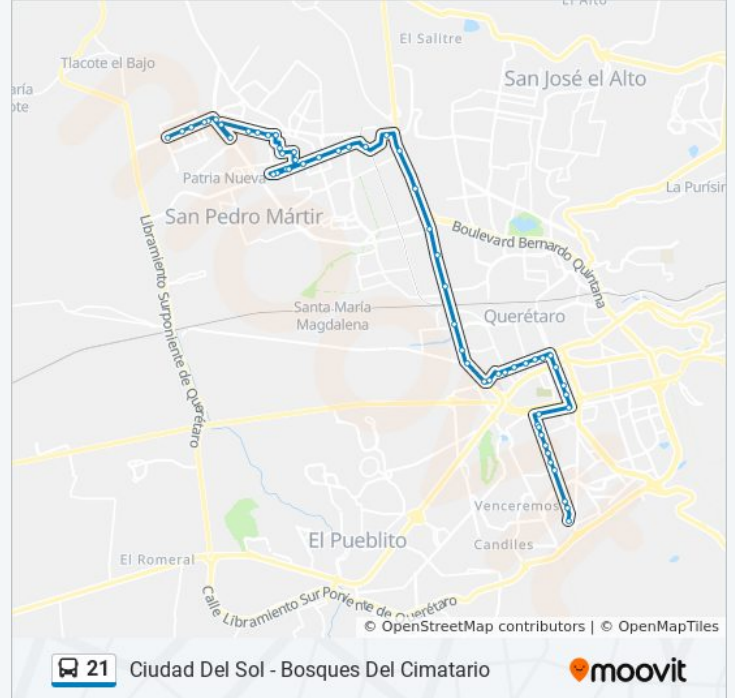 El Alto
El Salitre
Tlacote el Bajo
San José el Alto
ría
ote
Patria Nueva
La Purísir
San Pedro Mártir
Boulevard Bernardo Quintana
Libramiento Surponiente de Querétaro
Santa María
Magdalena
Querétaro
Venceremos
El Pueblito
Candiles
El Romeral
Calle Libramiento Sur Poniente de Querétaro
© OpenStreetMap contributors | © OpenMapTiles
21 Ciudad Del Sol - Bosques Del Cimatario
moovit